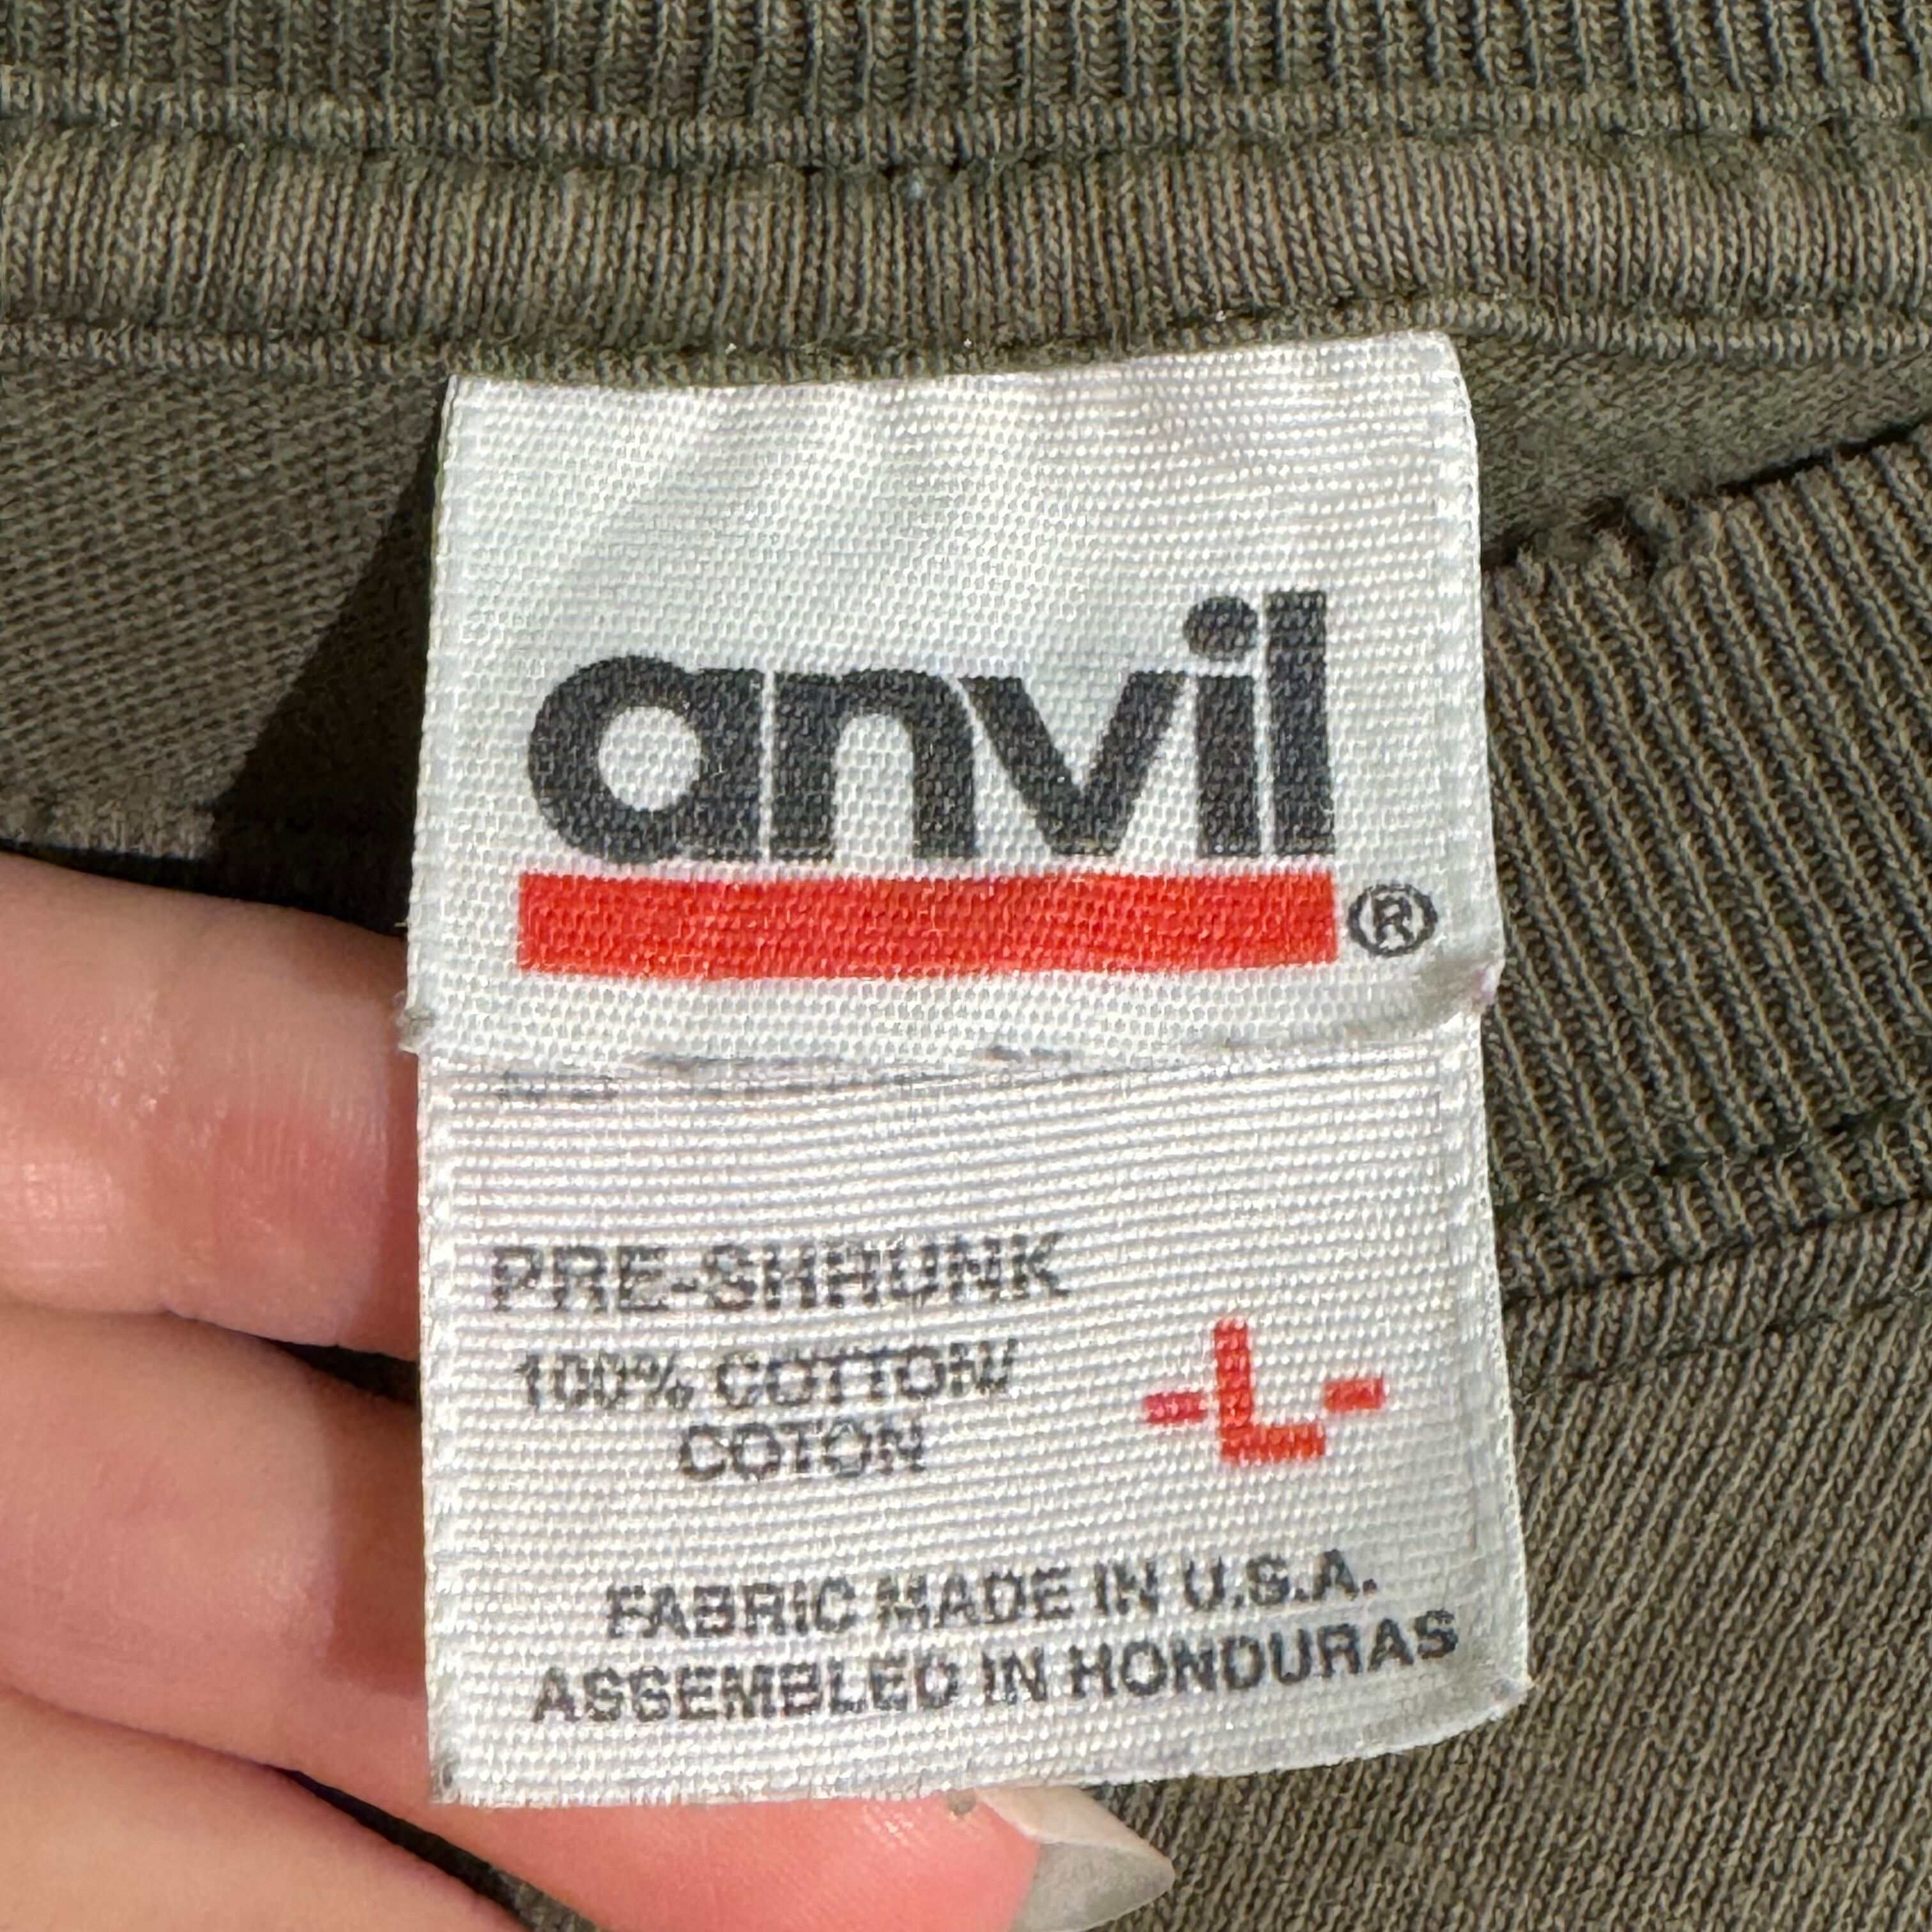 anvil
®
PRE-SHRUNK
100% COTTON/
COTON
-L-
FABRIC MADE IN U.S.A.
ASSEMBLED IN HONDURAS